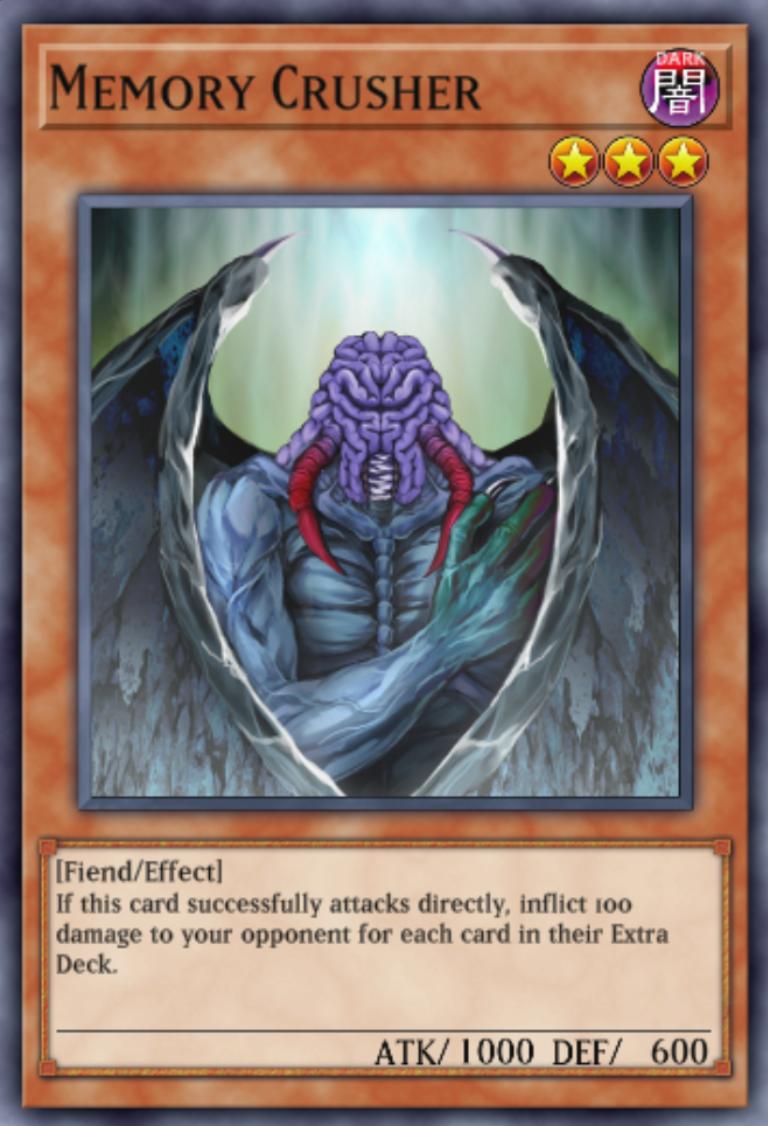 Memory Crusher
DARK
闇
[Fiend/Effect]
If this card successfully attacks directly, inflict 100
damage to your opponent for each card in their Extra
Deck.
ATK/ 1000 DEF/ 600